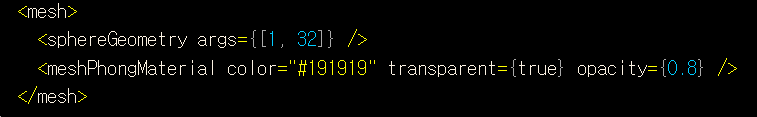 <mesh>
<sphereGeometry args={[1, 32]} />
<meshPhongMaterial color="#191919" transparent={true} opacity={0.8} />
</mesh>